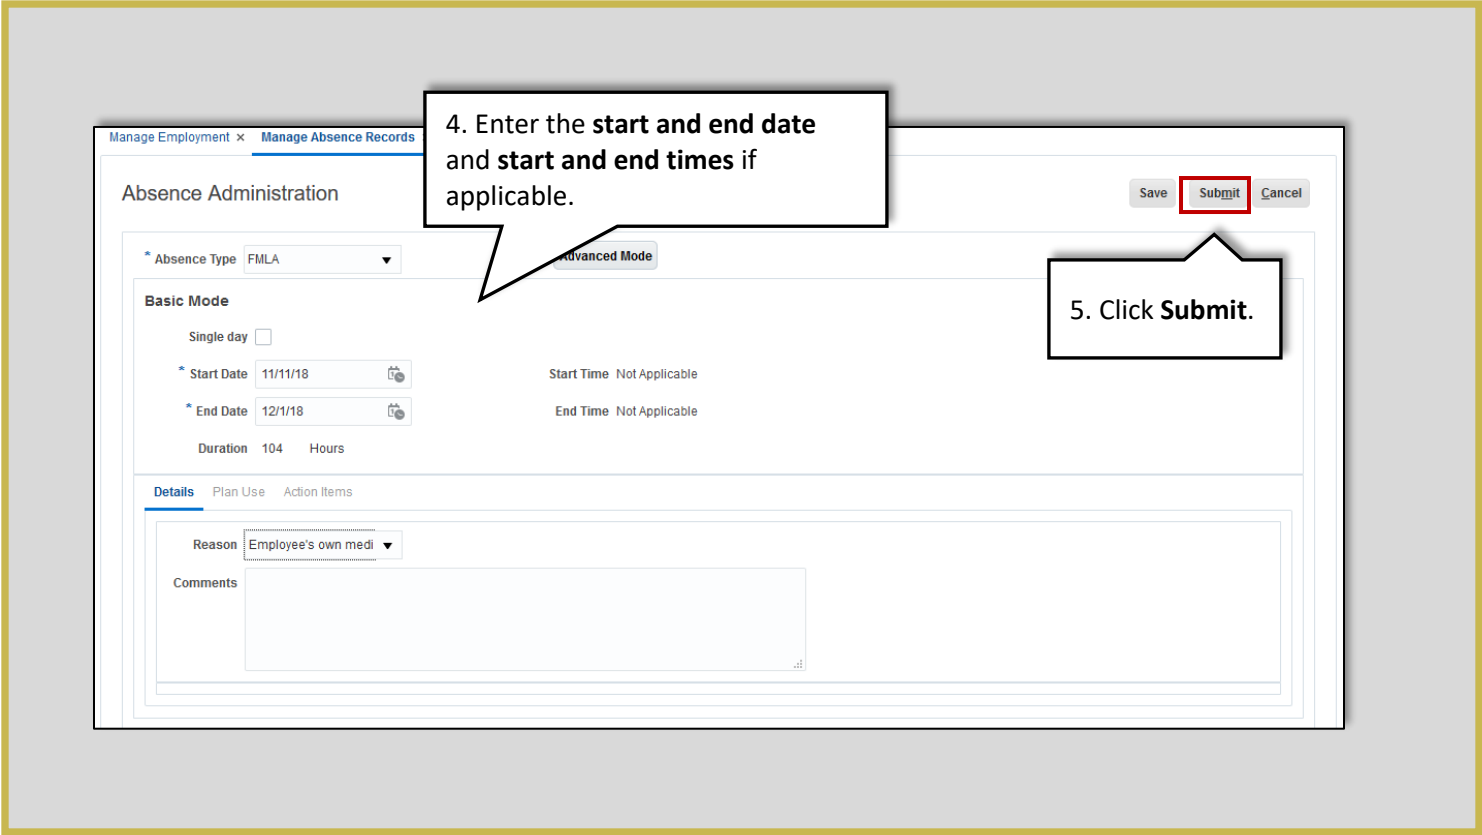 Manage Employment ×
Manage Absence Records
4. Enter the start and end date
and start and end times if
applicable.
Absence Administration
Save
Submit
Cancel
* Absence Type FMLA
Mode
5. Click Submit.
Basic Mode
Single day
* Start Date 11/11/18
Start Time Not Applicable
* End Date 12/1/18
End Time Not Applicable
Duration 104 Hours
Details
Plan Use
Action Items
Reason Employee's own medi
Comments